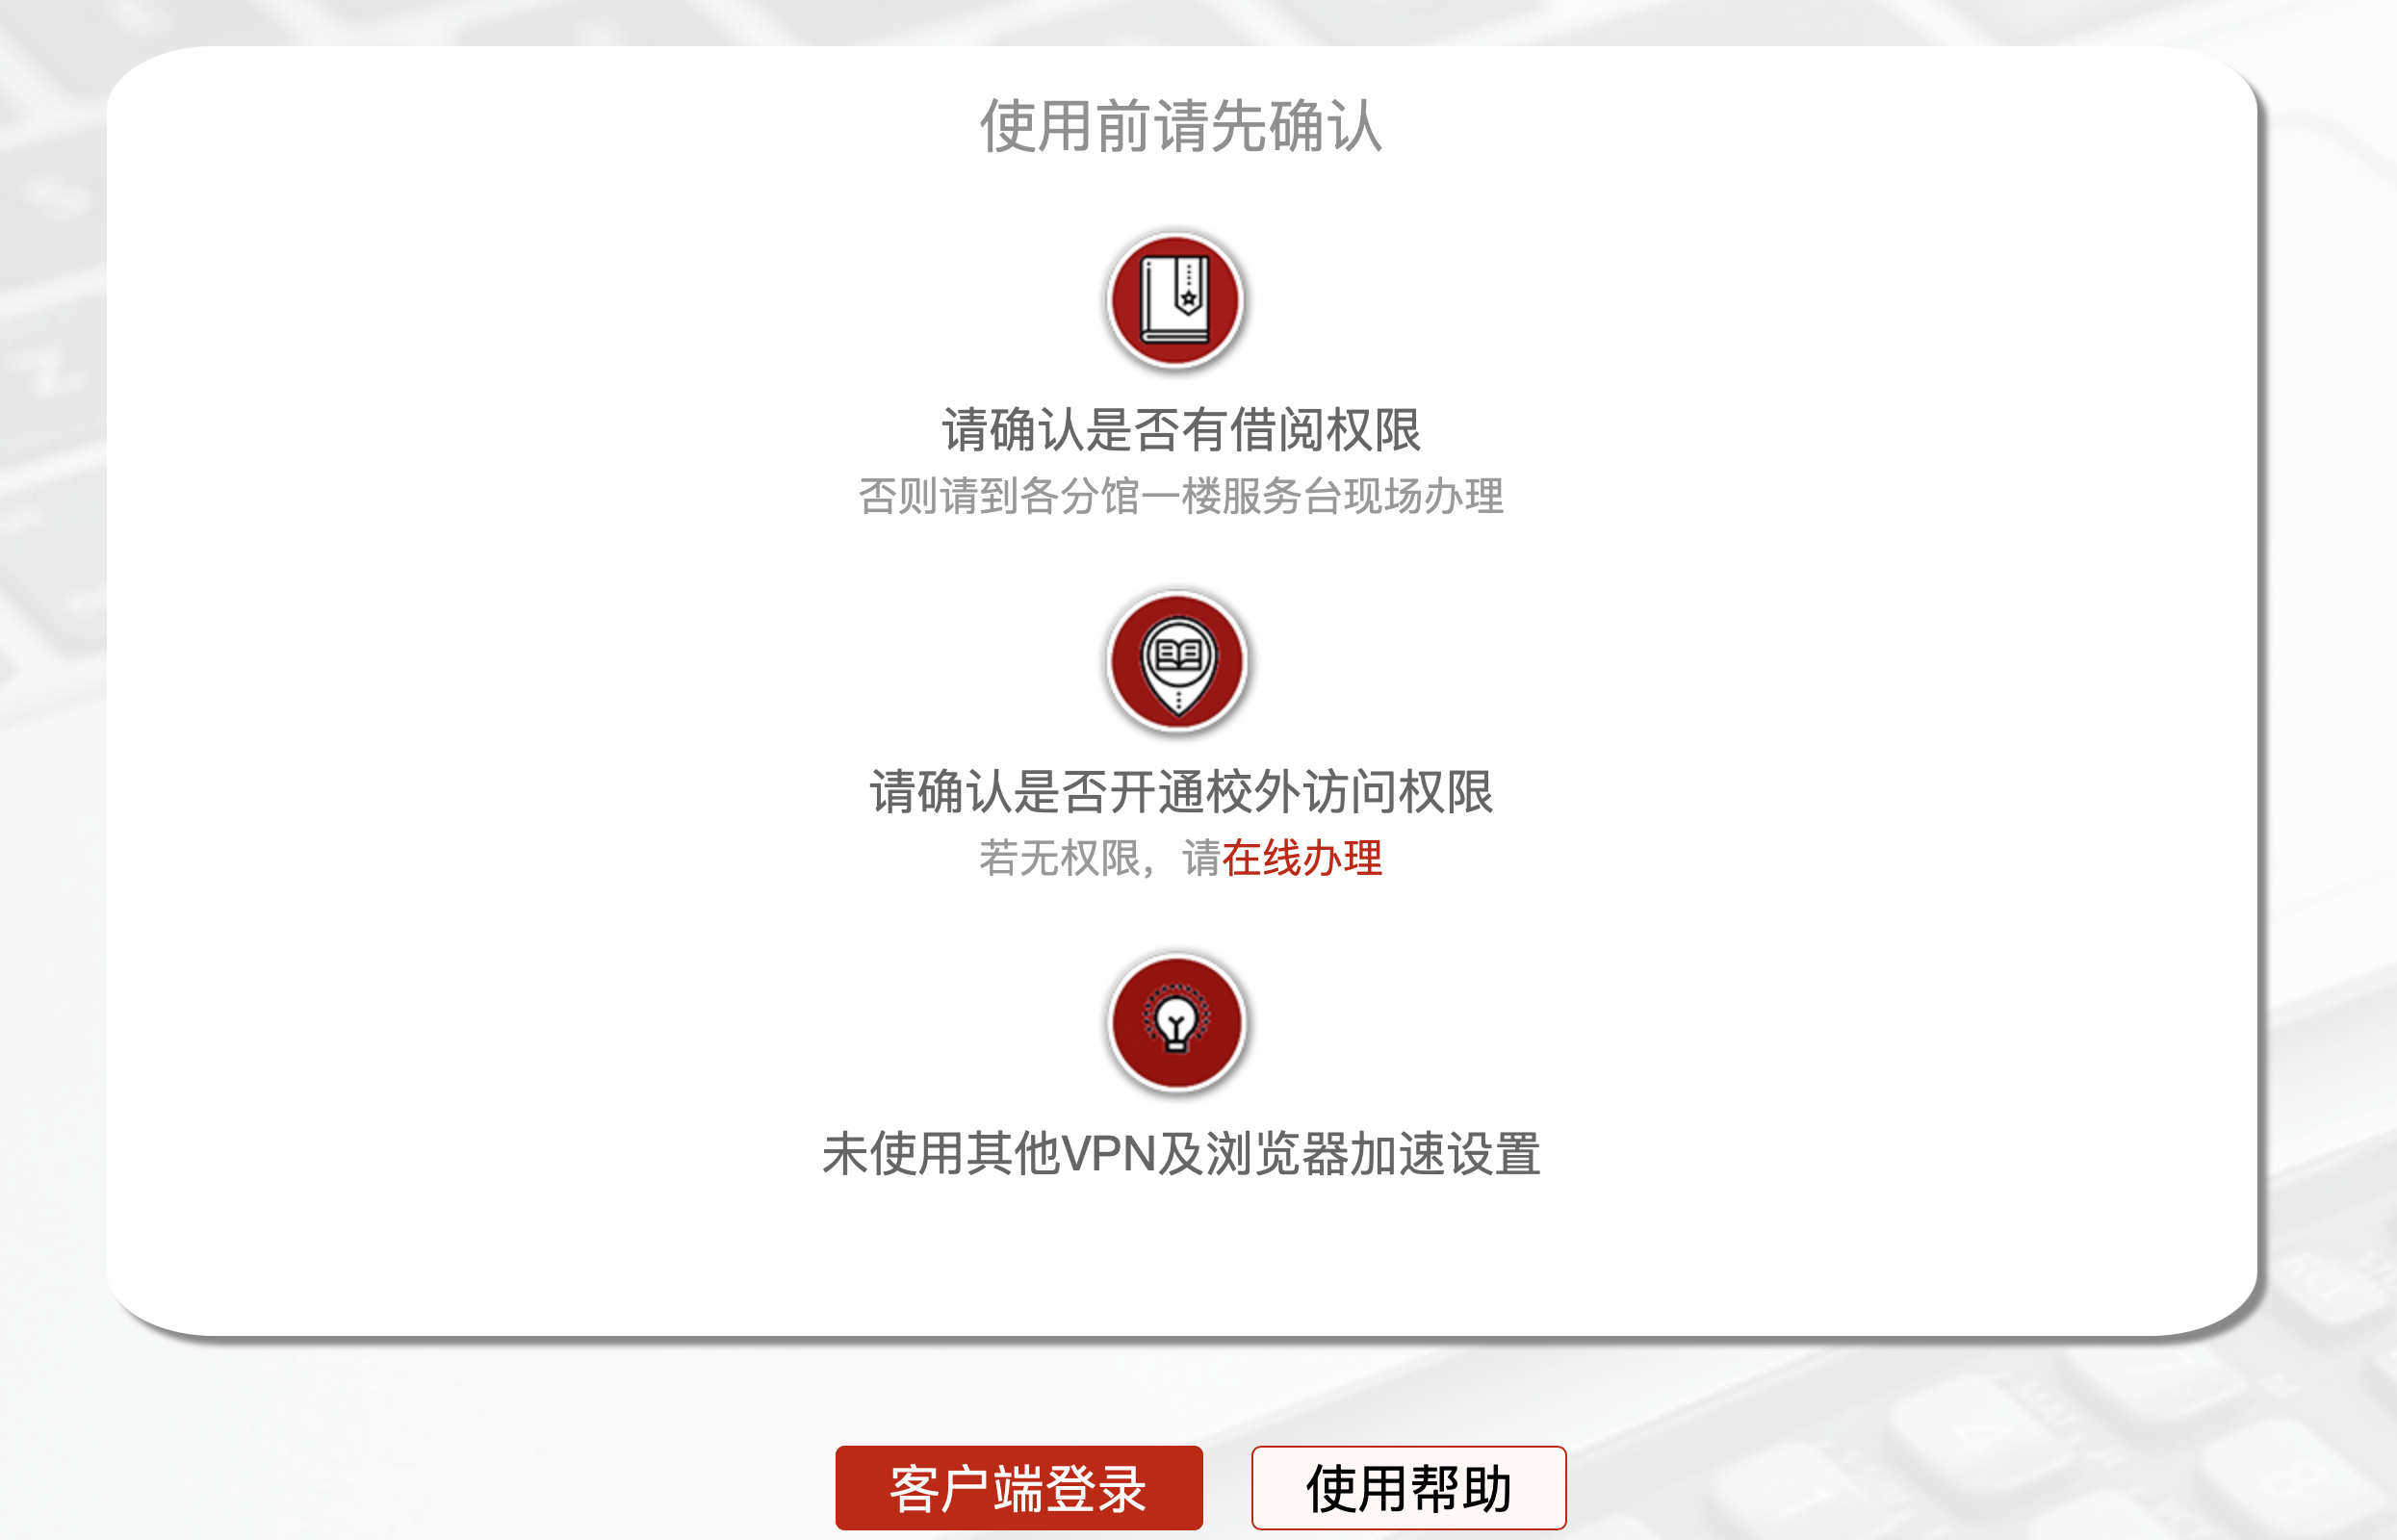 使用前请先确认
请确认是否有借阅权限
否则请到各分馆一楼服务台现场办理
请确认是否开通校外访问权限
若无权限，请在线办理
未使用其他VPN及浏览器加速设置
客户端登录
使用帮助